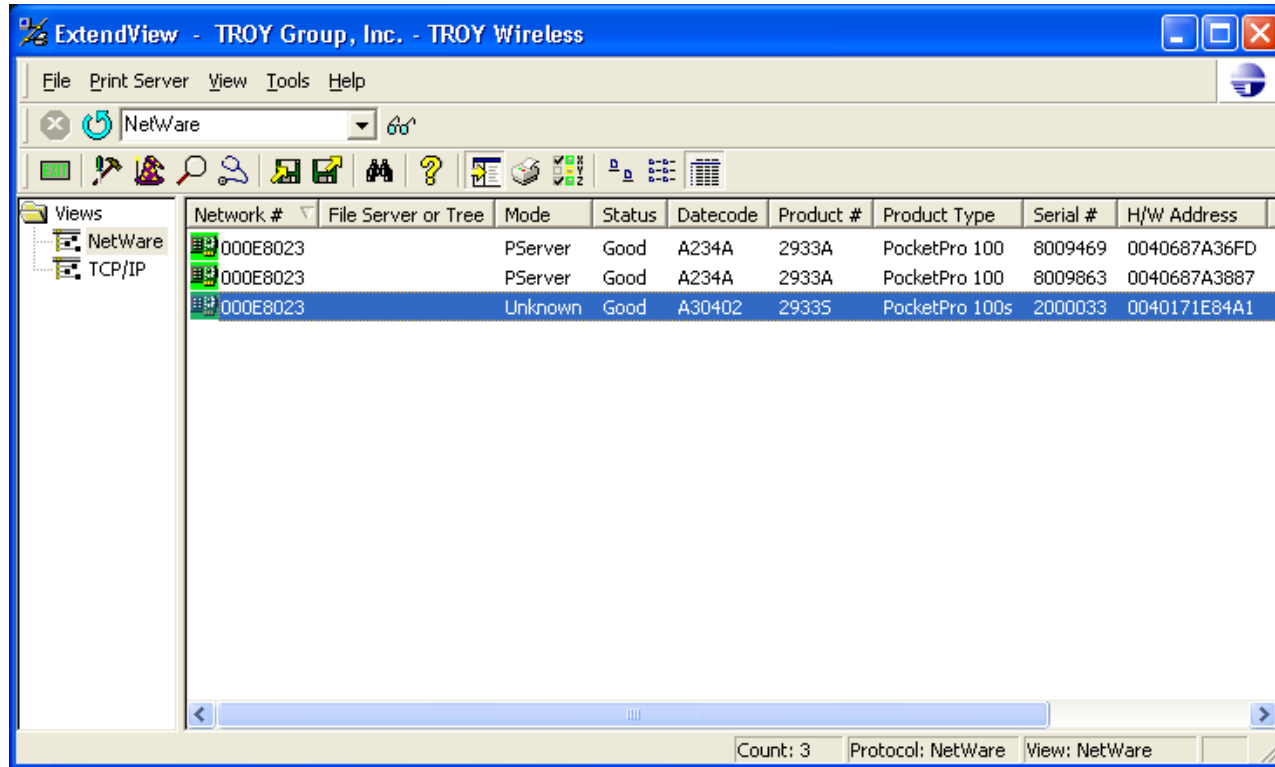 ExtendView - TROY Group, Inc. - TROY Wireless
File Print Server View Tools Help
NetWare
EXIT
Views Network # File Server or Tree Mode Status Datecode Product # Product Type Serial # H/W Address
NetWare 000E8023 PServer Good A234A 2933A PocketPro 100 8009469 0040687A36FD
TCP/IP 000E8023 PServer Good A234A 2933A PocketPro 100 8009863 0040687A3887
000E8023 Unknown Good A30402 2933S PocketPro 100s 2000033 0040171E84A1
Count: 3 Protocol: NetWare View: NetWare